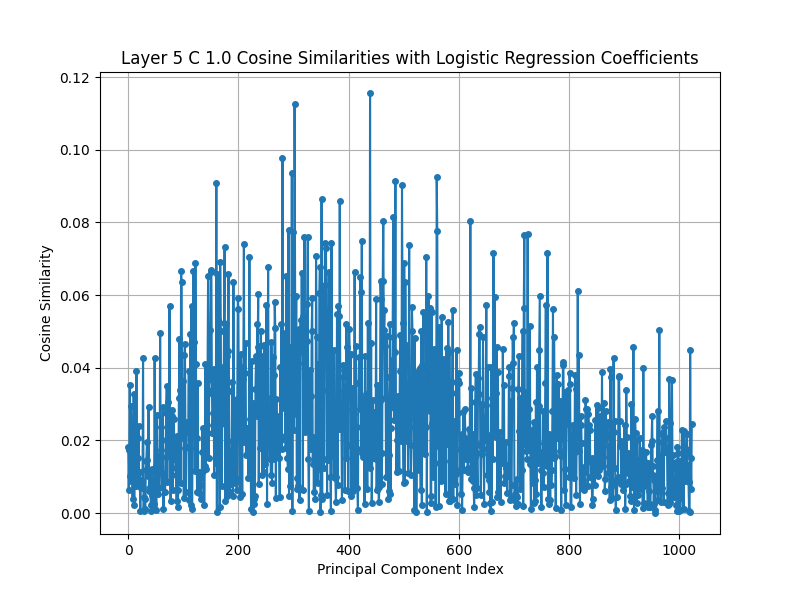 Layer 5 C 1.0 Cosine Similarities with Logistic Regression Coefficients
0.12
0.10
0.08
0.06
0.04
0.02
0.00
Cosine Similarity
0 200 400 600 800 1000
Principal Component Index